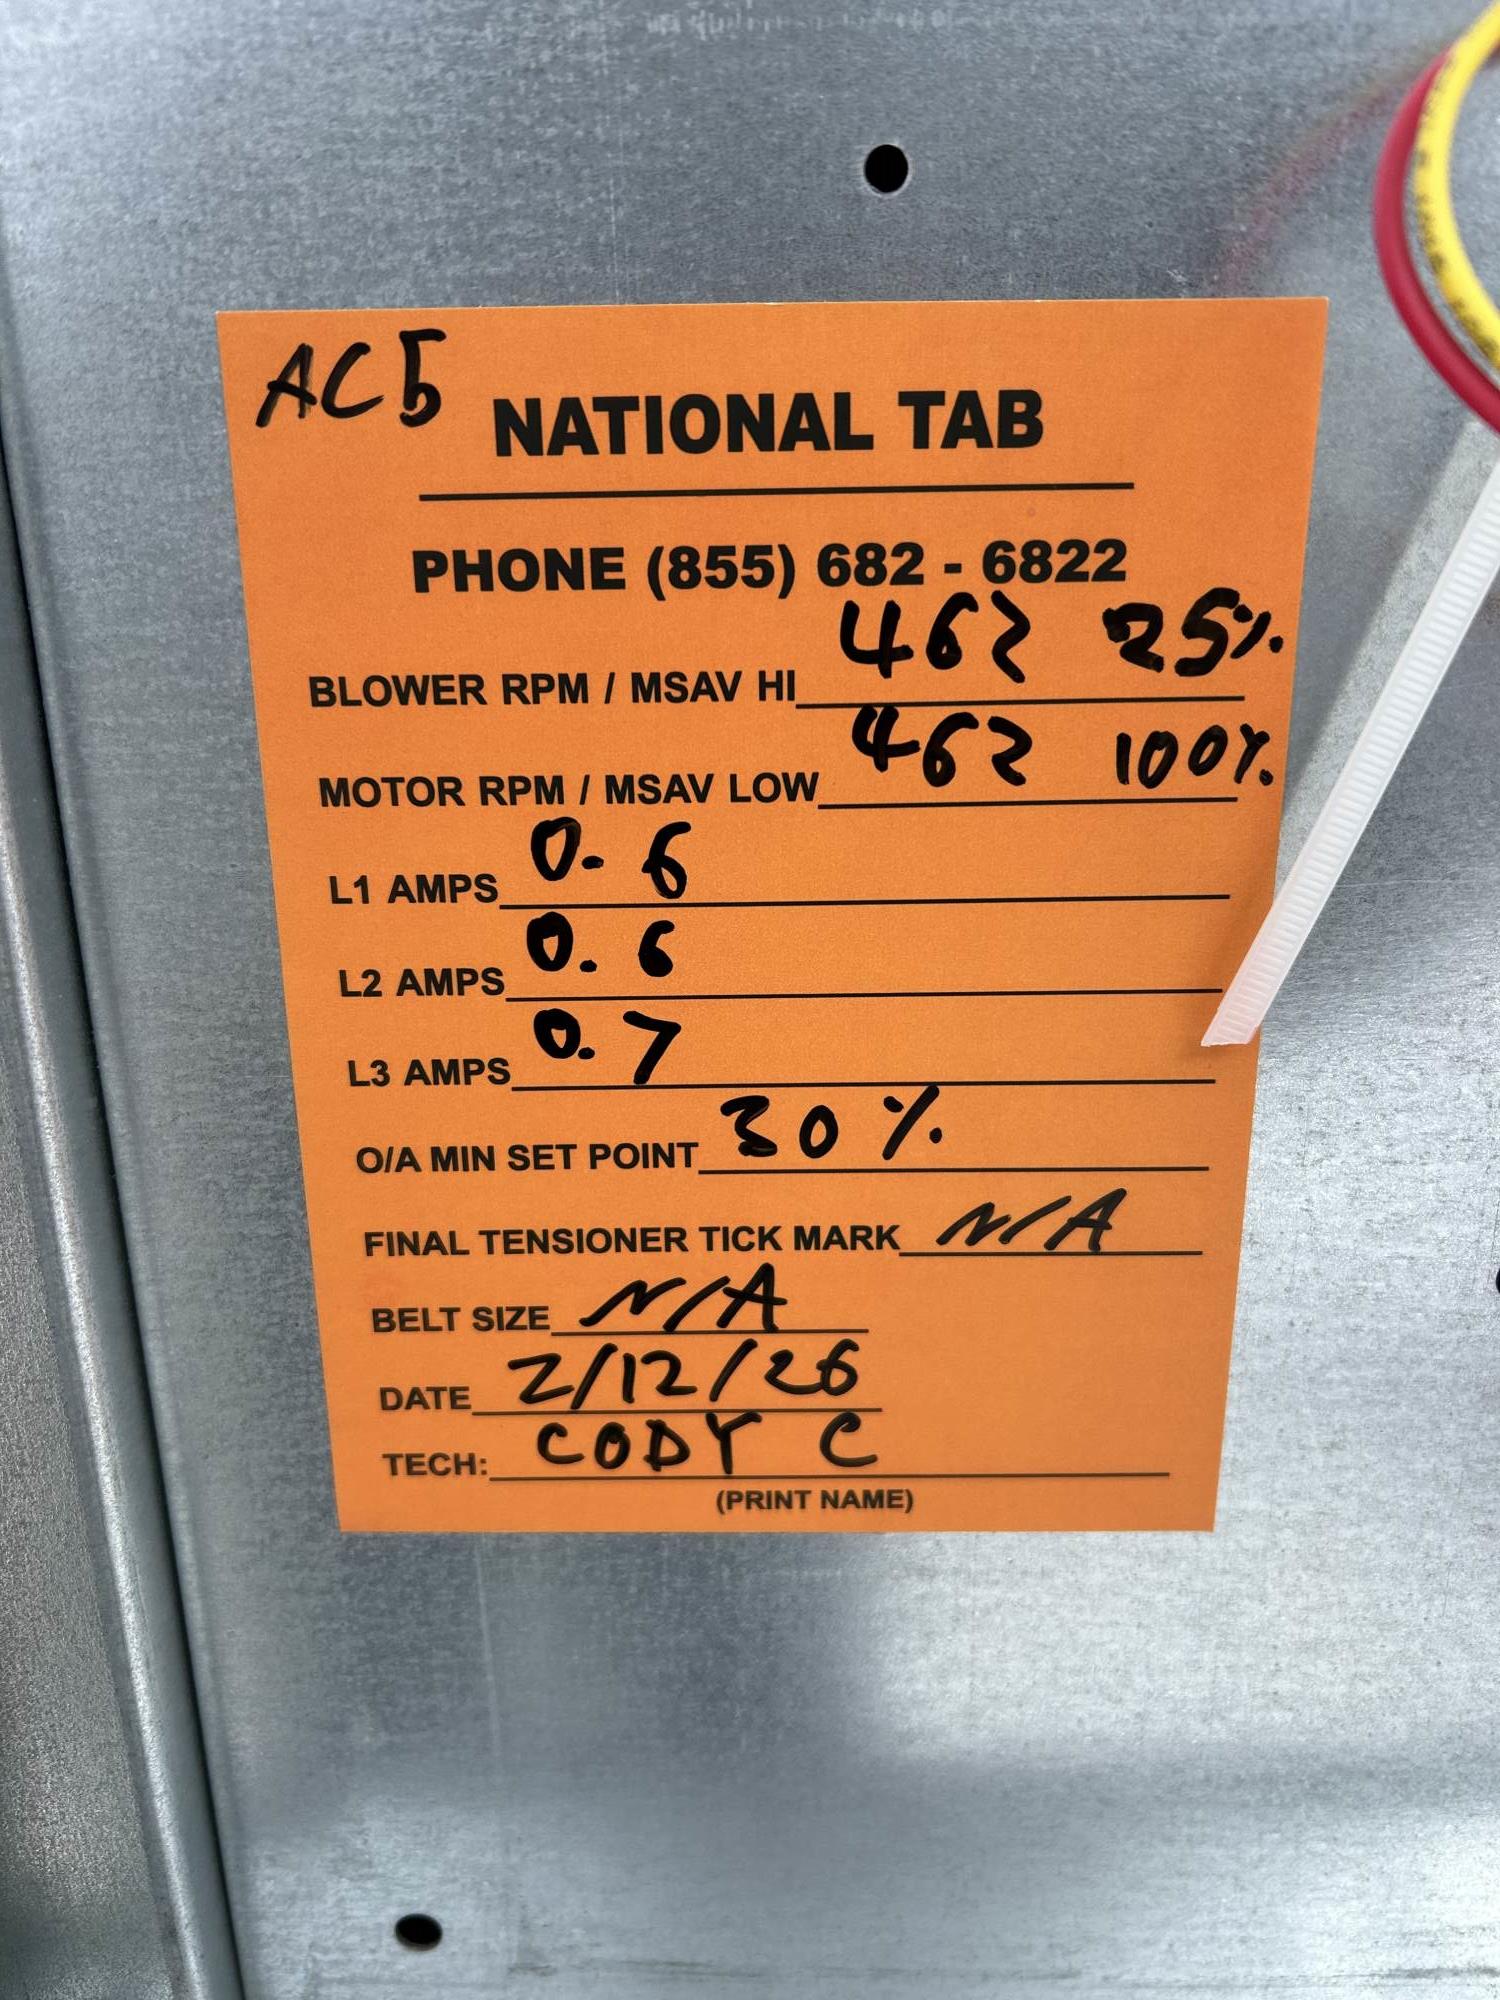 AC5
NATIONAL TAB
PHONE (855) 682 - 6822
BLOWER RPM / MSAV HI 462 25%
MOTOR RPM / MSAV LOW 462 100%
L1 AMPS 0.6
L2 AMPS 0.6
L3 AMPS 0.7
O/A MIN SET POINT 30%
FINAL TENSIONER TICK MARK N/A
BELT SIZE N/A
DATE 2/12/26
TECH: CODY C
(PRINT NAME)